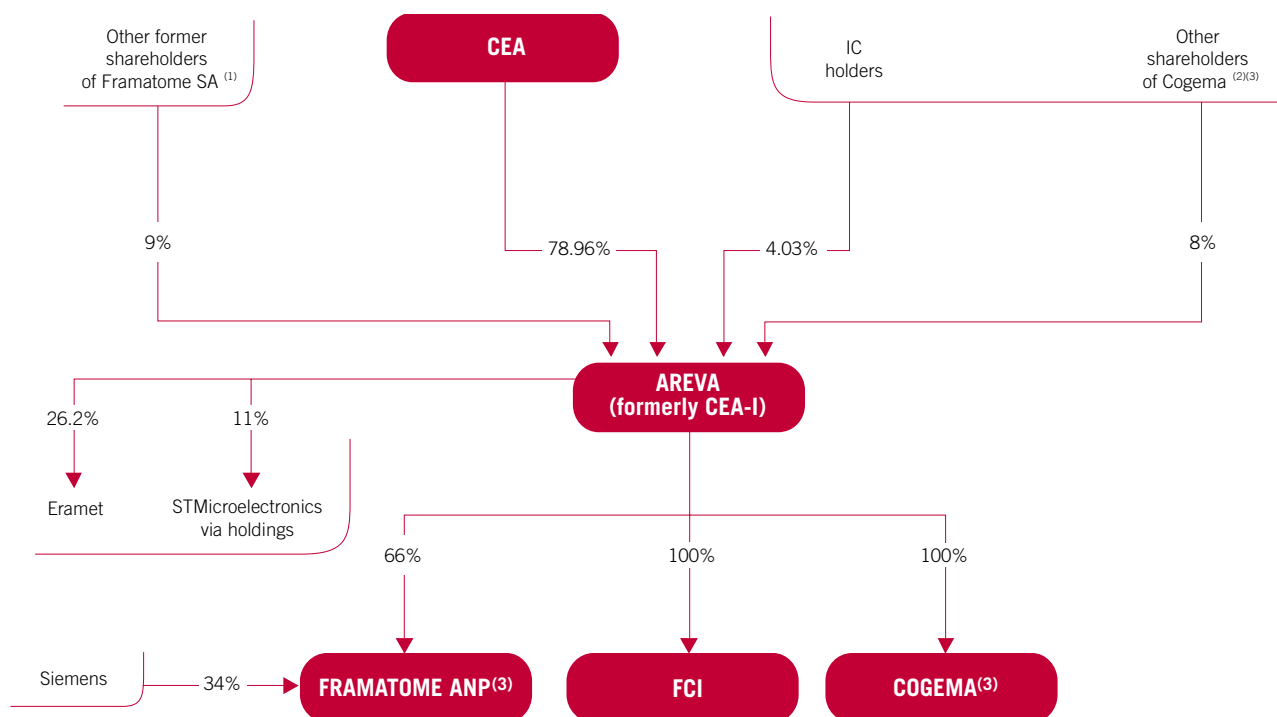 Other former
shareholders
of Framatome SA (1)
CEA
IC
holders
Other
shareholders
of Cogema (2)(3)
9%
78.96%
4.03%
8%
AREVA
(formerly CEA-I)
26.2%
11%
Eramet
STMicroelectronics
via holdings
66%
100%
100%
Siemens
34%
FRAMATOME ANP(3)
FCI
COGEMA(3)